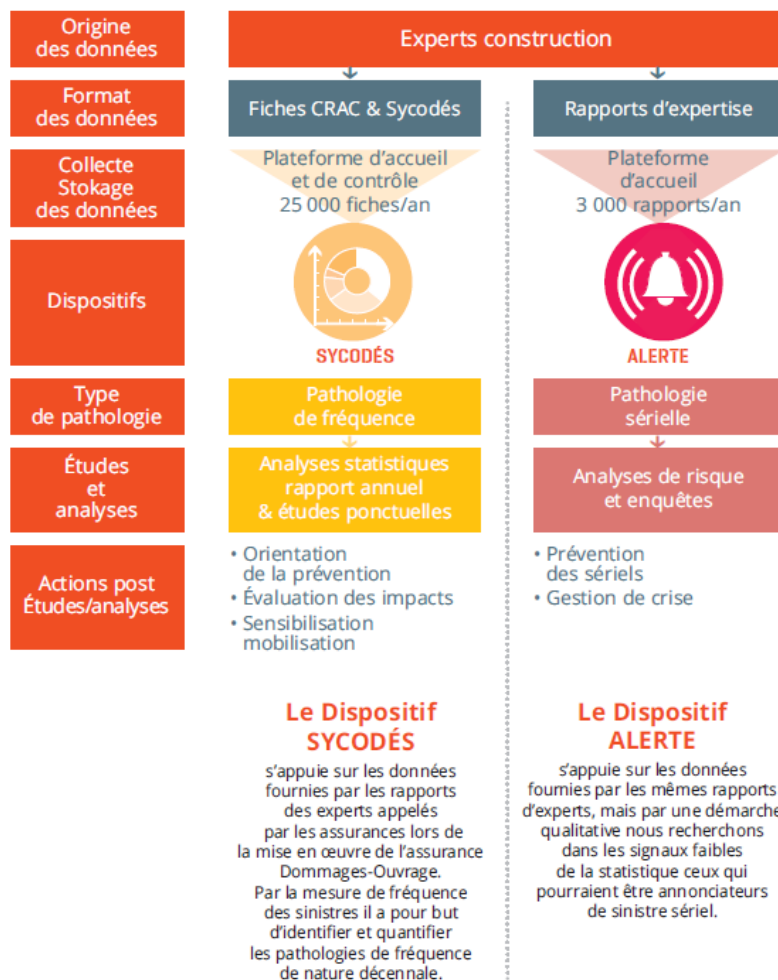 Origine
des données
Experts construction
Format
des données
Fiches CRAC & Sycodés
Rapports d'expertise
Collecte
Stokage
des données
Plateforme d'accueil
et de contrôle
25 000 fiches/an
Plateforme
d'accueil
3 000 rapports/an
Dispositifs
SYCODÉS
ALERTE
Type
de pathologie
Pathologie
de fréquence
Pathologie
sérielle
Études
et
analyses
Analyses statistiques
rapport annuel
& études ponctuelles
Analyses de risque
et enquêtes
Actions post
Études/analyses
• Orientation
de la prévention
• Évaluation des impacts
• Sensibilisation
mobilisation
• Prévention
des sériels
• Gestion de crise
Le Dispositif
SYCODÉS
s'appuie sur les données
fournies par les rapports
des experts appelés
par les assurances lors de
la mise en œuvre de l'assurance
Dommages-Ouvrage.
Par la mesure de fréquence
des sinistres il a pour but
d'identifier et quantifier
les pathologies de fréquence
de nature décennale.
Le Dispositif
ALERTE
s'appuie sur les données
fournies par les mêmes rapports
d'experts, mais par une démarche
qualitative nous recherchons
dans les signaux faibles
de la statistique ceux qui
pourraient être annonciateurs
de sinistre sériel.